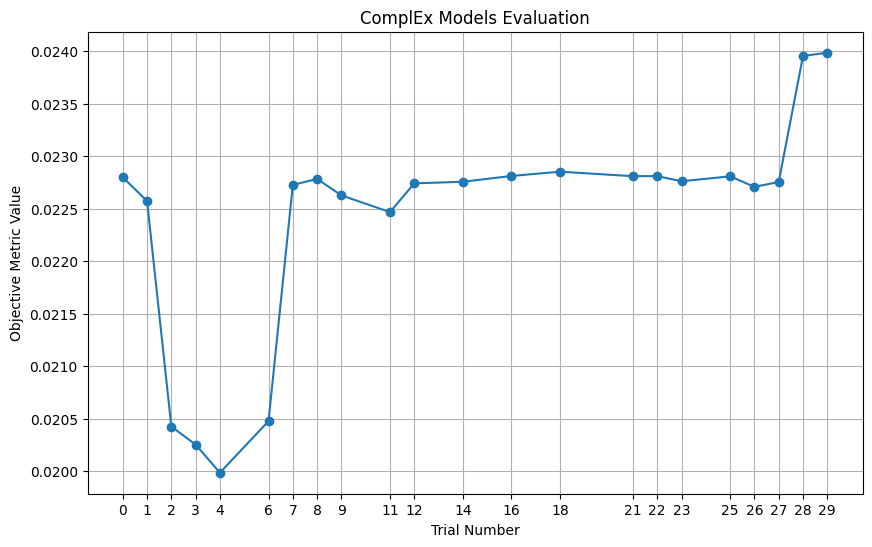 ComplEx Models Evaluation
Objective Metric Value
0.0240
0.0235
0.0230
0.0225
0.0220
0.0215
0.0210
0.0205
0.0200
0 1 2 3 4 6 7 8 9 11 12 14 16 18 21 22 23 25 26 27 28 29
Trial Number